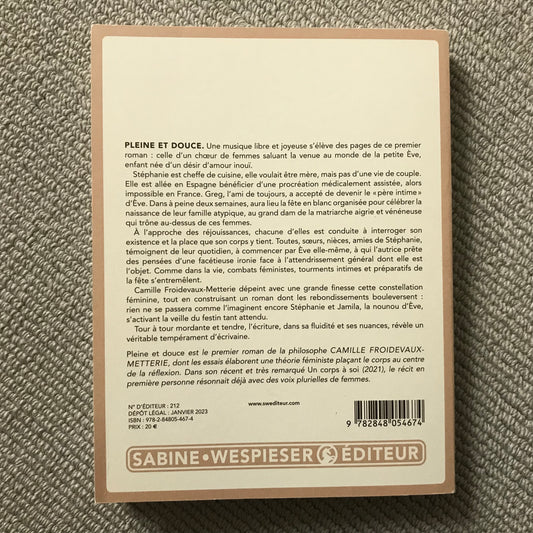 PLEINE ET DOUCE. Une musique libre et joyeuse s'élève des pages de ce premier
roman : celle d'un chœur de femmes saluant la venue au monde de la petite Ève,
enfant née d'un désir d'amour inouï.
Stéphanie est cheffe de cuisine, elle voulait être mère, mais pas d'une vie de couple.
Elle est allée en Espagne bénéficier d'une procréation médicalement assistée, alors
impossible en France. Greg, l'ami de toujours, a accepté de devenir le « père intime »
d'Ève. Dans à peine deux semaines, aura lieu la fête en blanc organisée pour célébrer la
naissance de leur famille atypique, au grand dam de la matriarche aigrie et vénéneuse
qui trône au-dessus de ces femmes.
À l'approche des réjouissances, chacune d'elles est conduite à interroger son
existence et la place que son corps y tient. Toutes, sœurs, nièces, amies de Stéphanie,
témoignent de leur quotidien, à commencer par Ève elle-même, à qui l'autrice prête
des pensées d'une facétieuse ironie face à l'attendrissement général dont elle est
l'objet. Comme dans la vie, combats féministes, tourments intimes et préparatifs de
la fête s'entremêlent.
Camille Froidevaux-Metterie dépeint avec une grande finesse cette constellation
féminine, tout en construisant un roman dont les rebondissements bouleversent :
rien ne se passera comme l'imaginent encore Stéphanie et Jamila, la nounou d'Ève,
s'activant la veille du festin tant attendu.
Tour à tour mordante et tendre, l'écriture, dans sa fluidité et ses nuances, révèle un
véritable tempérament d'écrivaine.
Pleine et douce est le premier roman de la philosophe CAMILLE FROIDEVAUX-
METTERIE, dont les essais élaborent une théorie féministe plaçant le corps au centre
de la réflexion. Dans son récent et très remarqué Un corps à soi (2021), le récit en
première personne résonnait déjà avec des voix plurielles de femmes.
N° D'ÉDITEUR : 212
DÉPÔT LÉGAL : JANVIER 2023
ISBN : 978-2-84805-467-4
PRIX : 20 €
www.swediteur.com
9 782848 054674
SABINE • WESPIESER ÉDITEUR